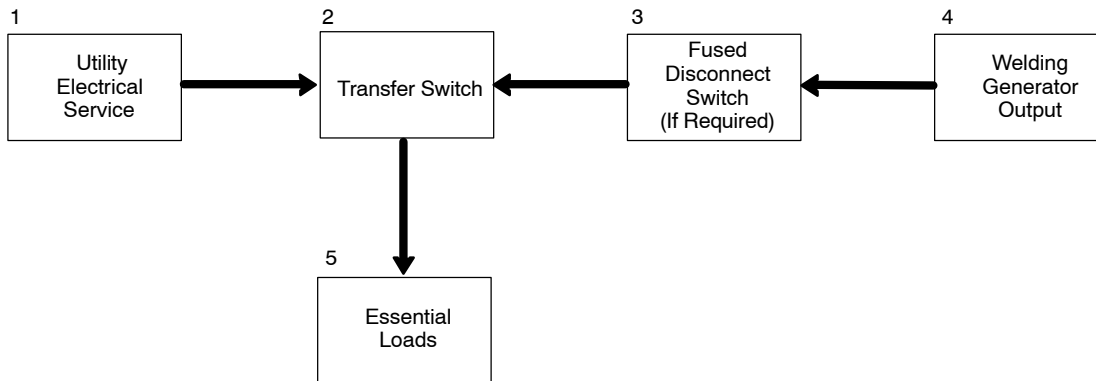 1
Utility
Electrical
Service
2
Transfer Switch
3
Fused
Disconnect
Switch
(If Required)
4
Welding
Generator
Output
5
Essential
Loads